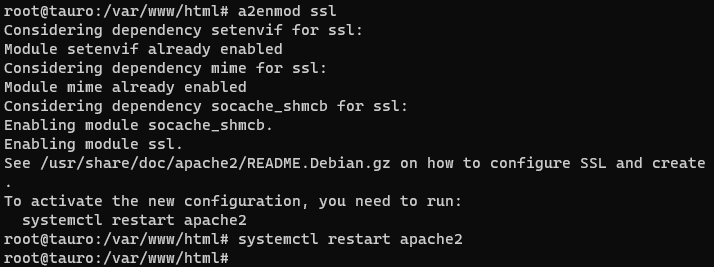 root@tauro:/var/www/html# a2enmod ssl
Considering dependency setenvif for ssl:
Module setenvif already enabled
Considering dependency mime for ssl:
Module mime already enabled
Considering dependency socache_shmcb for ssl:
Enabling module socache_shmcb.
Enabling module ssl.
See /usr/share/doc/apache2/README.Debian.gz on how to configure SSL and create
.
To activate the new configuration, you need to run:
  systemctl restart apache2
root@tauro:/var/www/html# systemctl restart apache2
root@tauro:/var/www/html#